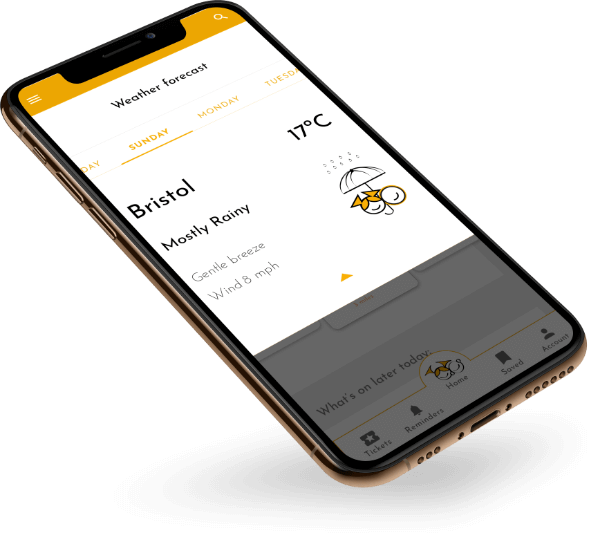 Weather forecast
DAY
SUNDAY
MONDAY
TUESDA
17°C
Bristol
Mostly Rainy
Gentle breeze
Wind 8 mph
What's on later today:
Tickets
Reminders
Home
Saved
Account